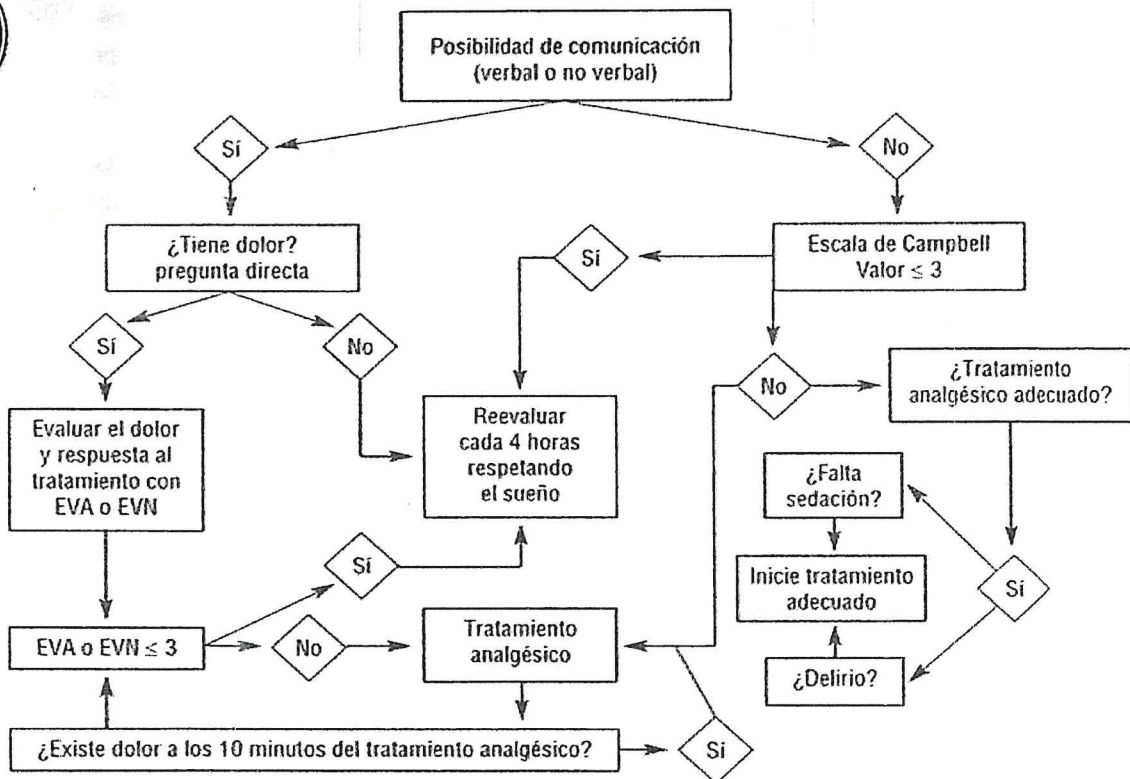 Posibilidad de comunicación
(verbal o no verbal)
Sí
No
¿Tiene dolor?
pregunta directa
Sí
Escala de Campbell
Valor ≤ 3
Sí
No
No
¿Tratamiento
analgésico adecuado?
Evaluar el dolor
y respuesta al
tratamiento con
EVA o EVN
Reevaluar
cada 4 horas
respetando
el sueño
¿Falta
sedación?
Sí
Inicie tratamiento
adecuado
Sí
EVA o EVN ≤ 3
No
Tratamiento
analgésico
¿Delirio?
¿Existe dolor a los 10 minutos del tratamiento analgésico?
Sí